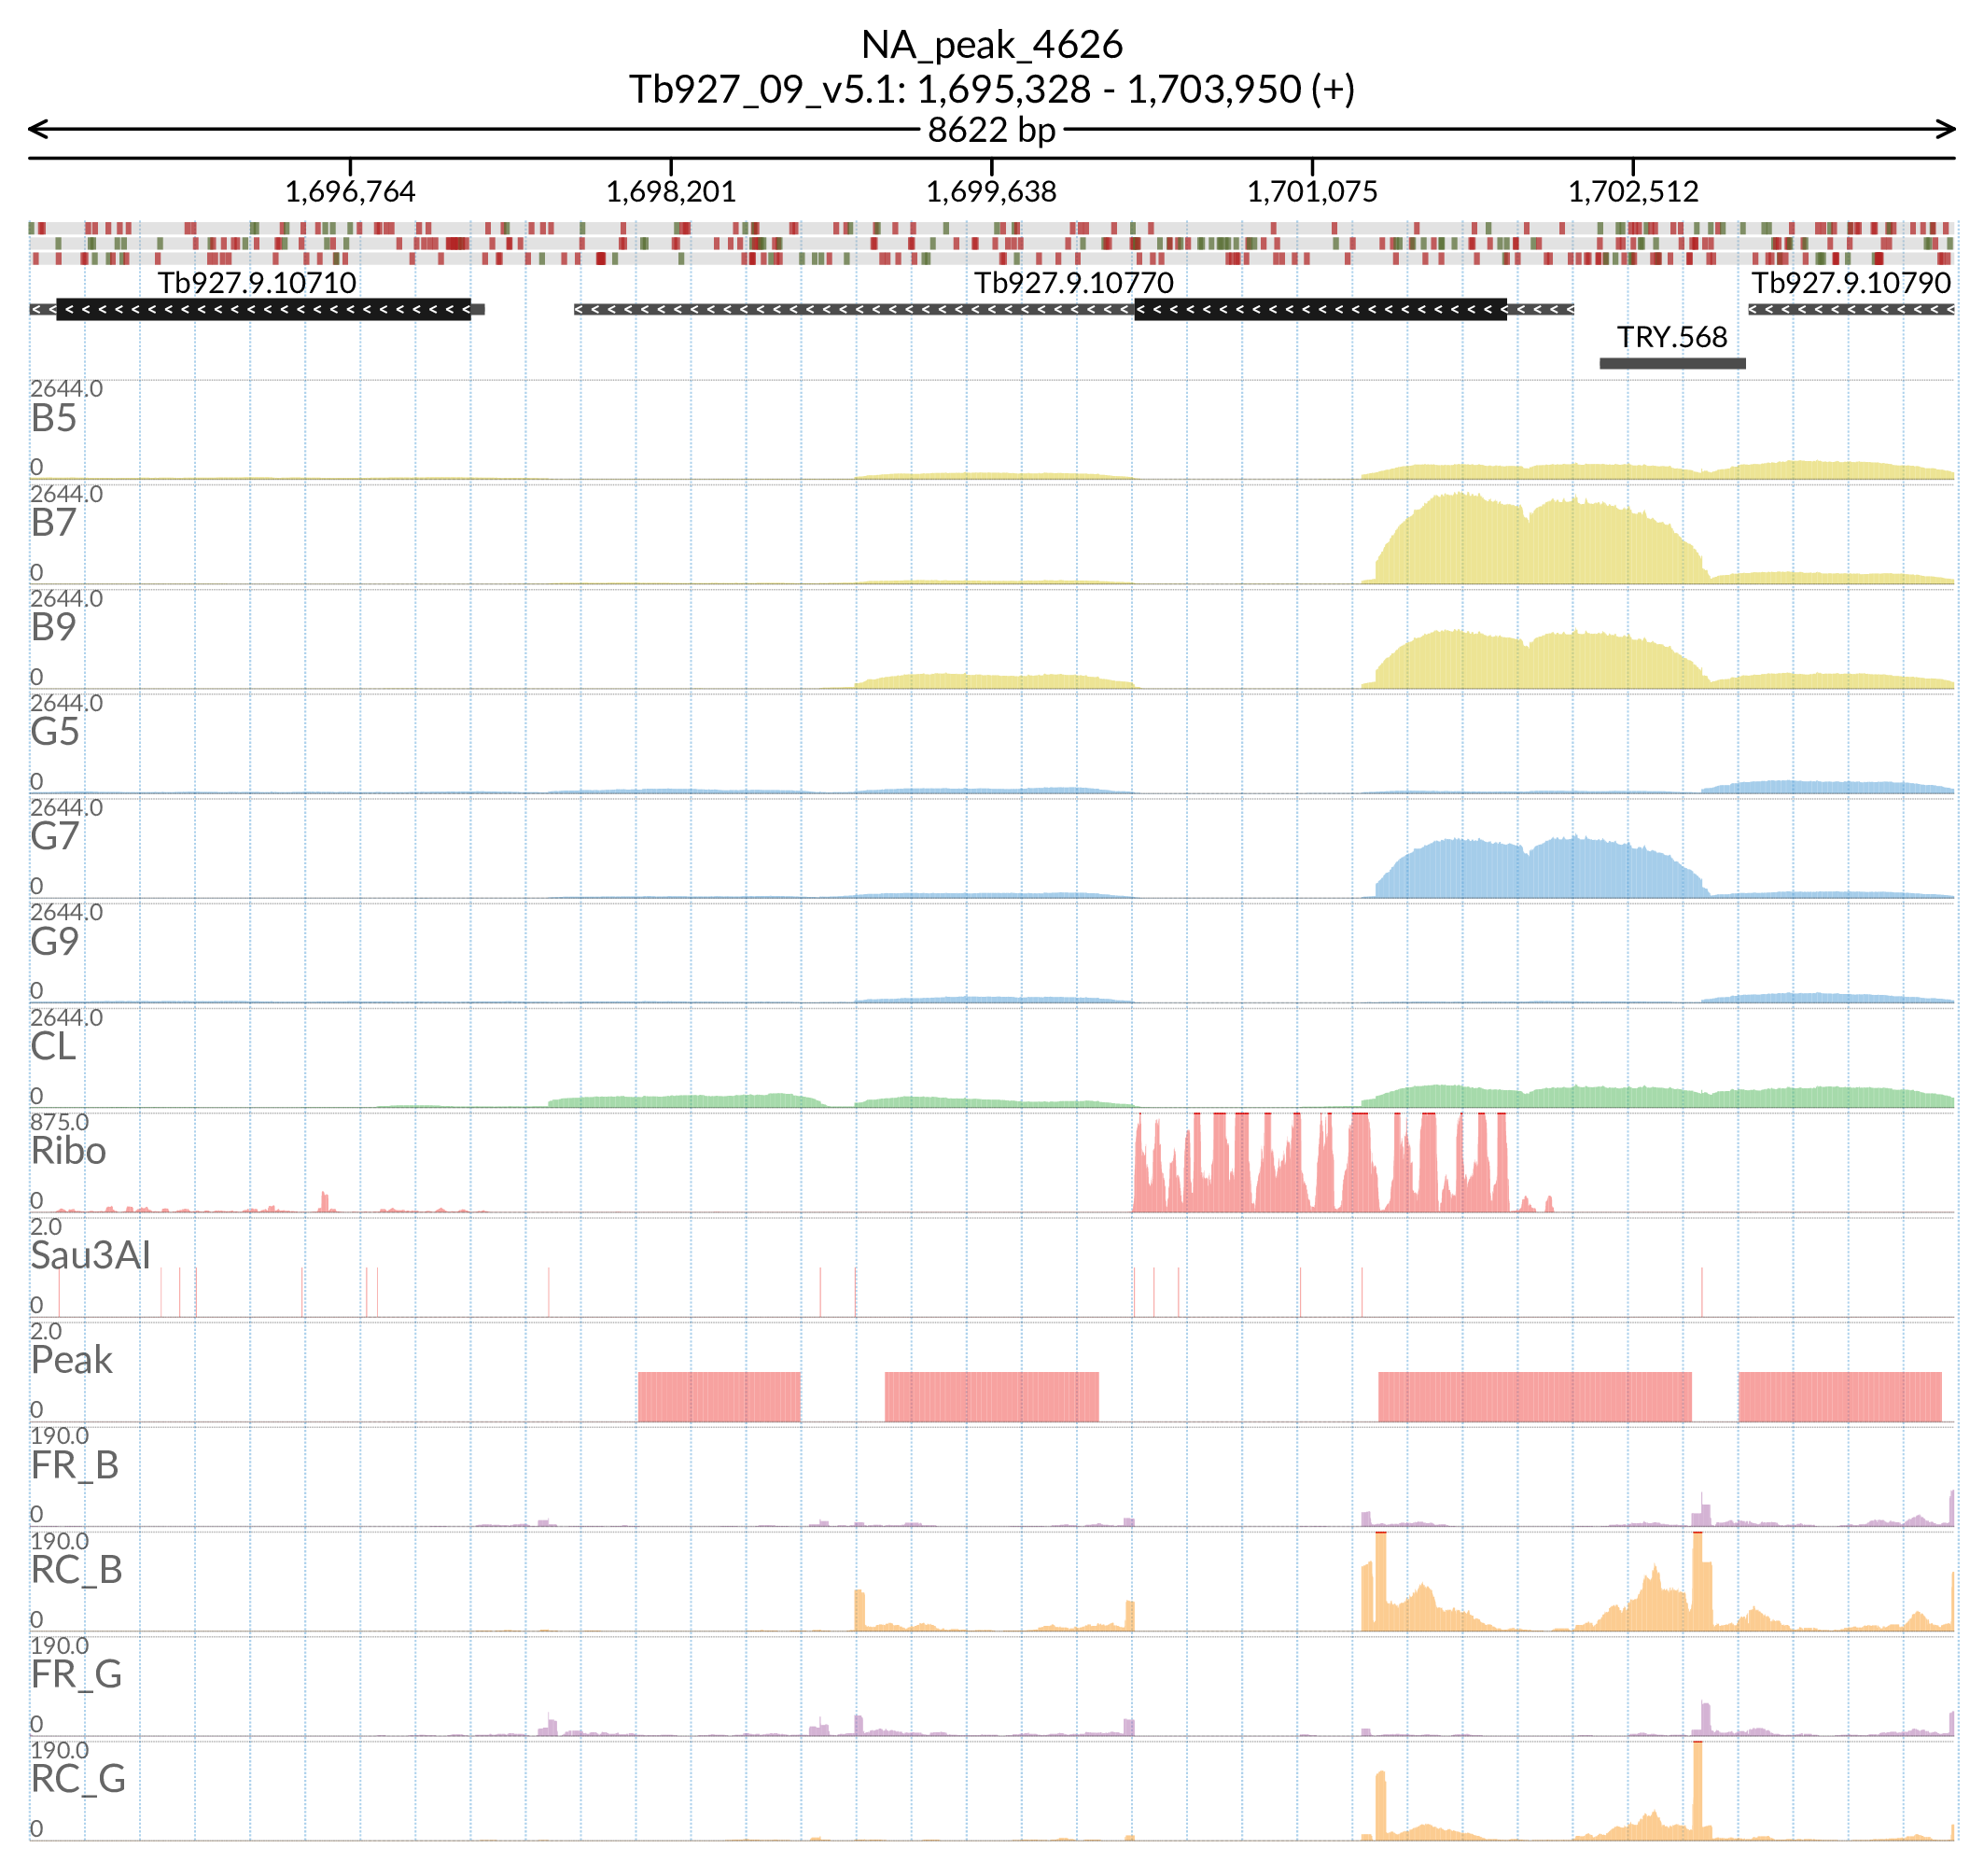 NA_peak_4626
Tb927_09_v5.1: 1,695,328 - 1,703,950 (+)
8622 bp
1,696,764 1,698,201 1,699,638 1,701,075 1,702,512
Tb927.9.10710 Tb927.9.10770 Tb927.9.10790
TRY.568
2644.0
B5
0
2644.0
B7
0
2644.0
B9
0
2644.0
G5
0
2644.0
G7
0
2644.0
G9
0
2644.0
CL
0
875.0
Ribo
0
2.0
Sau3AI
0
2.0
Peak
0
190.0
FR_B
0
190.0
RC_B
0
190.0
FR_G
0
190.0
RC_G
0